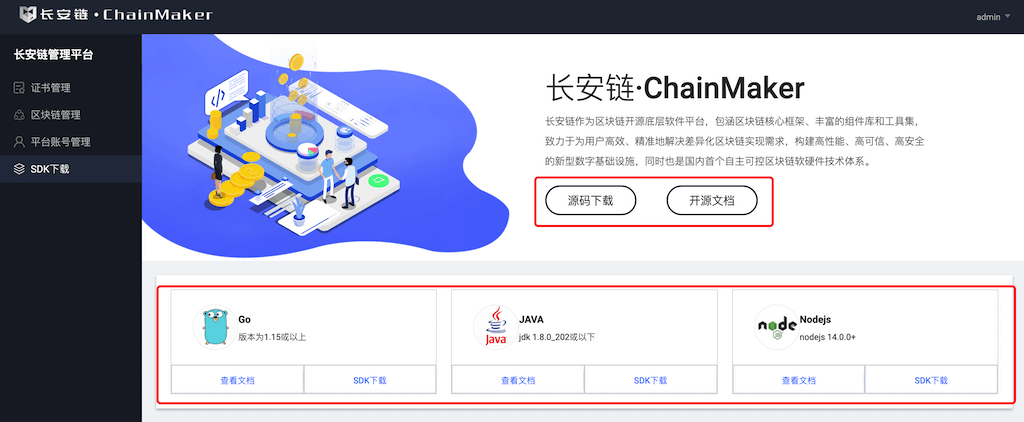 长安链·ChainMaker
admin
长安链管理平台
证书管理
区块链管理
平台账号管理
SDK下载
长安链·ChainMaker
长安链作为区块链开源底层软件平台，包涵区块链核心框架、丰富的组件库和工具集，
致力于为用户高效、精准地解决差异化区块链实现需求，构建高性能、高可信、高安全
的新型数字基础设施，同时也是国内首个自主可控区块链软硬件技术体系。
源码下载
开源文档
Go
版本为1.15或以上
查看文档
SDK下载
Java
JAVA
jdk 1.8.0_202或以下
查看文档
SDK下载
node
JS
Nodejs
nodejs 14.0.0+
查看文档
SDK下载